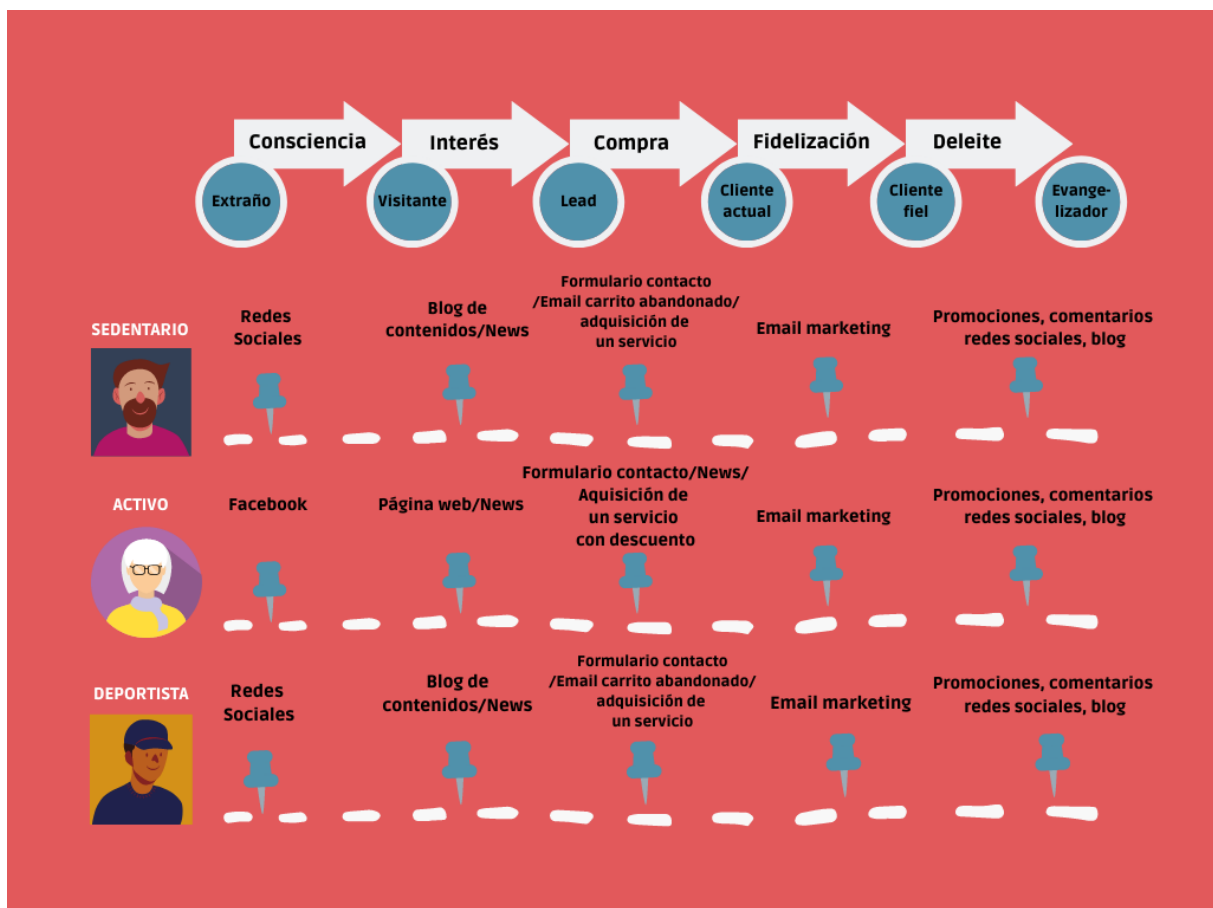 Consciencia
Interés
Compra
Fidelización
Deleite
Extraño
Visitante
Lead
Cliente
actual
Cliente
fiel
Evange-
lizador
SEDENTARIO
Redes
Sociales
Blog de
contenidos/News
Formulario contacto
/Email carrito abandonado/
adquisición de
un servicio
Email marketing
Promociones, comentarios
redes sociales, blog
ACTIVO
Facebook
Página web/News
Formulario contacto/News/
Aquisición de
un servicio
con descuento
Email marketing
Promociones, comentarios
redes sociales, blog
DEPORTISTA
Redes
Sociales
Blog de
contenidos/News
Formulario contacto
/Email carrito abandonado/
adquisición de
un servicio
Email marketing
Promociones, comentarios
redes sociales, blog